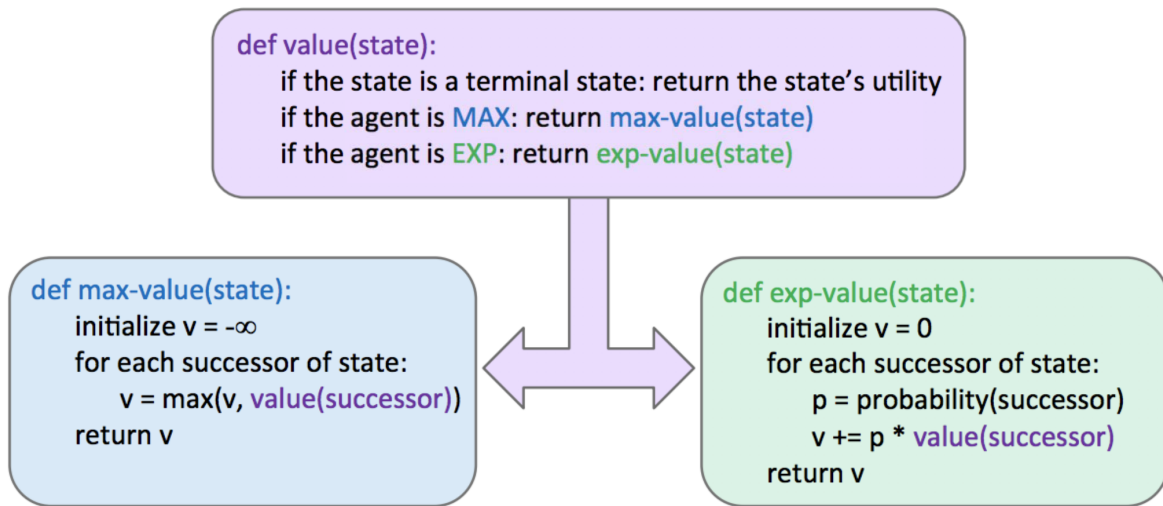 def value(state):
if the state is a terminal state: return the state’s utility
if the agent is MAX: return max-value(state)
if the agent is EXP: return exp-value(state)
def max-value(state):
initialize v = -∞
for each successor of state:
v = max(v, value(successor))
return v
def exp-value(state):
initialize v = 0
for each successor of state:
p = probability(successor)
v += p * value(successor)
return v